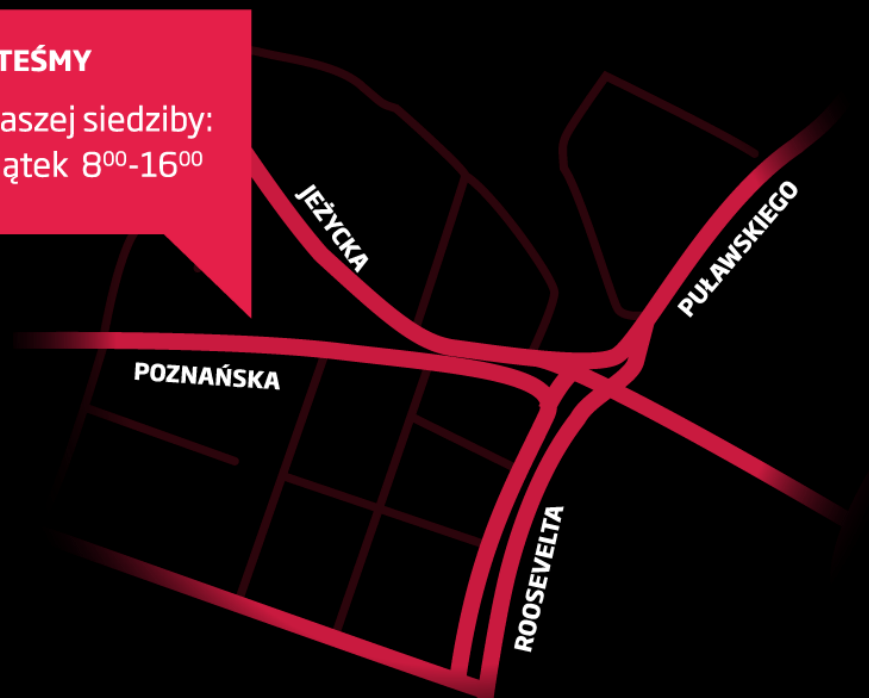 TEŚMY
aszej siedziby:
ątek 8⁰⁰-16⁰⁰
JEŻYCKA
PUŁAWSKIEGO
POZNAŃSKA
ROOSEVELTA